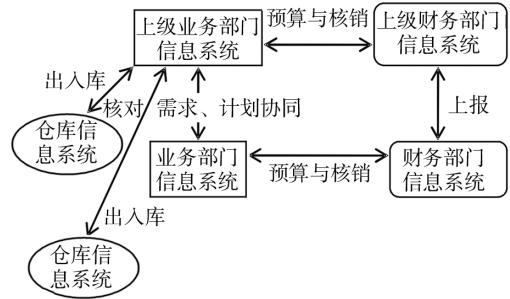 上级业务部门
信息系统
预算与核销
上级财务部门
信息系统
出入库
核对
需求、计划协同
上报
仓库信
息系统
业务部门
信息系统
预算与核销
财务部门
信息系统
出入库
仓库信
息系统